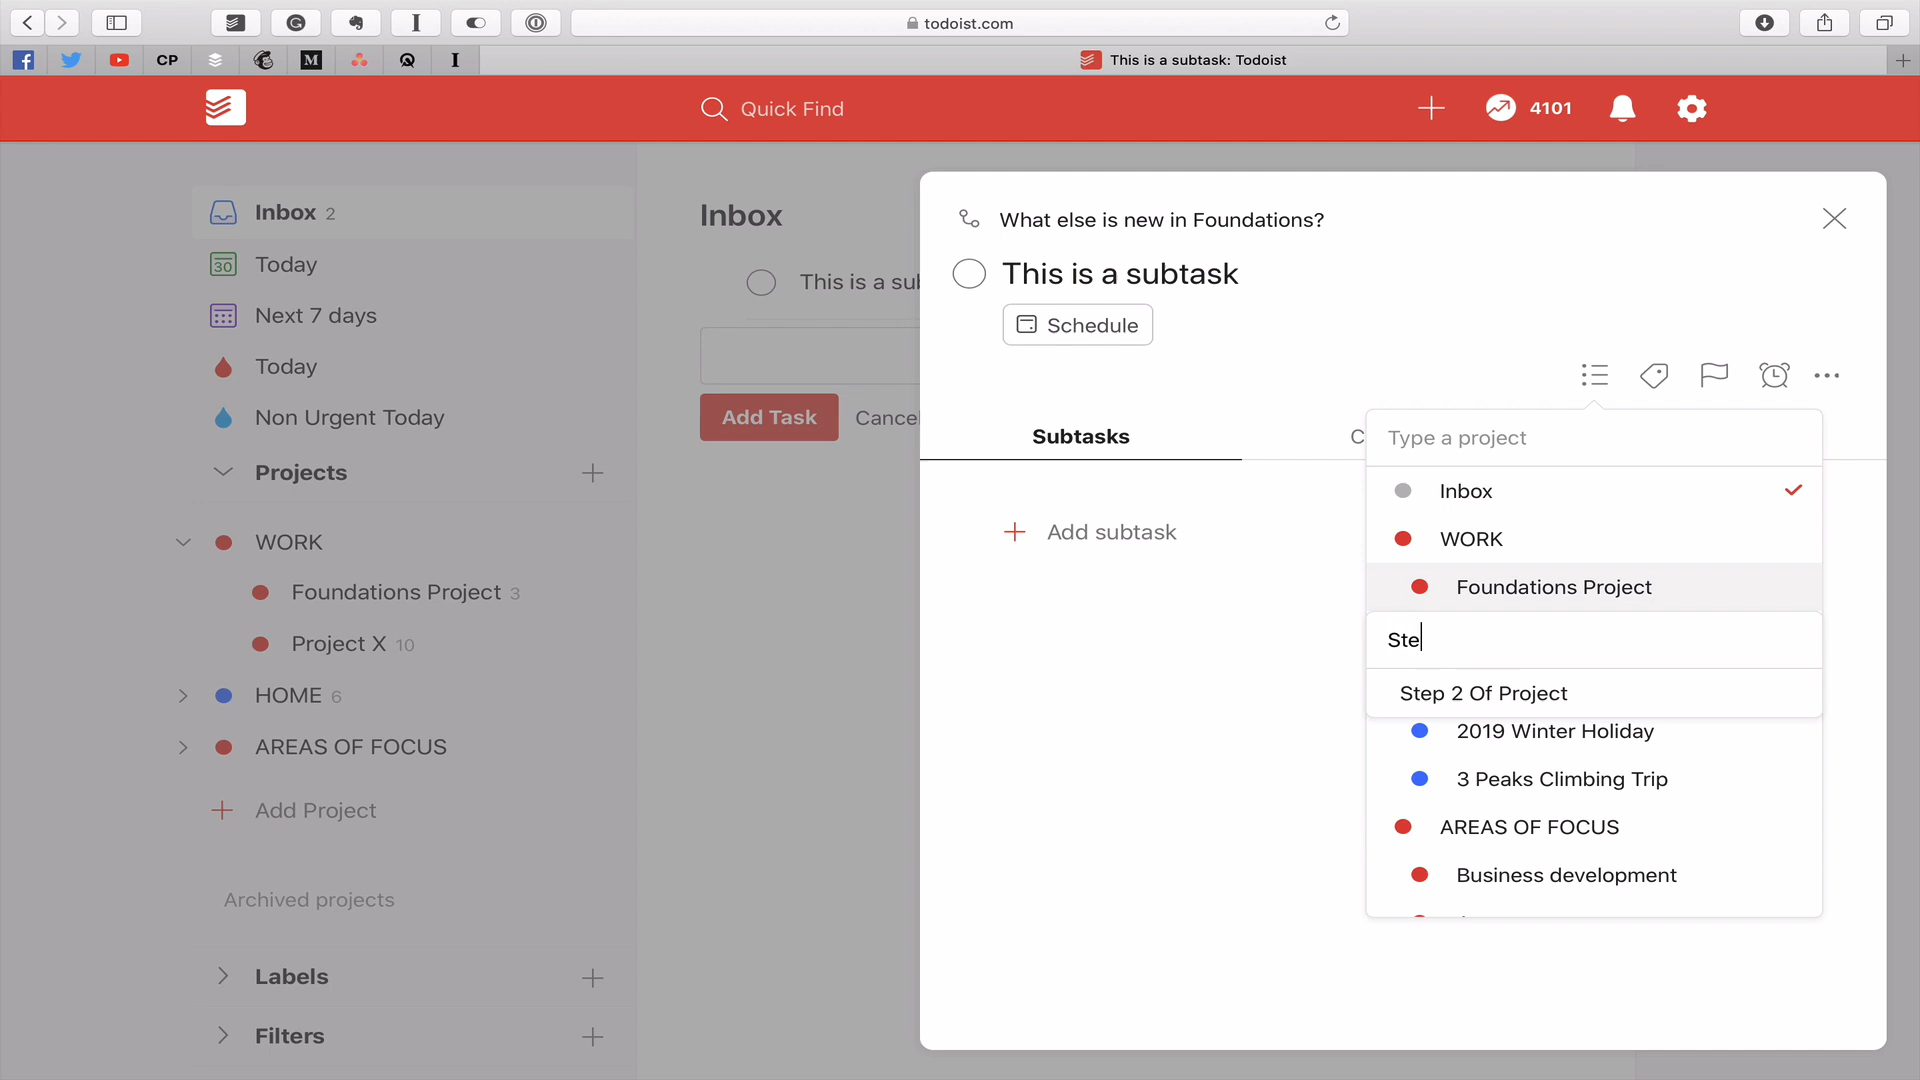 todoist.com
CP
M
This is a subtask: Todoist
Quick Find
4101
Inbox 2
30
Today
Next 7 days
Today
Non Urgent Today
Projects
WORK
Foundations Project 3
Project X 10
HOME 6
AREAS OF FOCUS
Add Project
Archived projects
Labels
Filters
Inbox
This is a su
Add Task
Cancel
What else is new in Foundations?
This is a subtask
Schedule
Subtasks
C
Add subtask
Type a project
Inbox
WORK
Foundations Project
Ste
Step 2 Of Project
2019 Winter Holiday
3 Peaks Climbing Trip
AREAS OF FOCUS
Business development